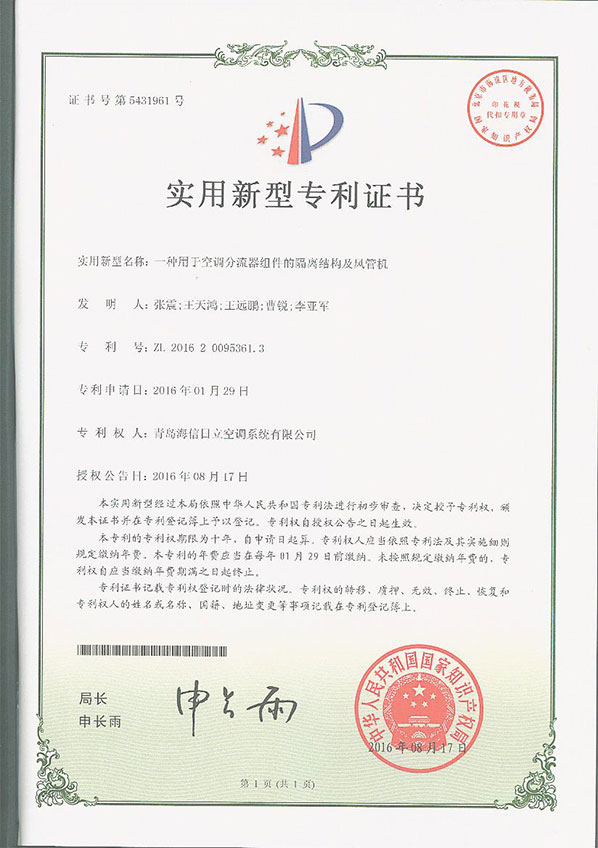 证书号第5431961号
印花税
代扣专用章
国家知识产权局
实用新型专利证书
实用新型名称：一种用于空调分流器组件的隔离结构及风管机
发明人：张震;王天鸿;王远鹏;曹锐;李亚军
专利号：ZL 2016 2 0095361.3
专利申请日：2016年01月29日
专利权人：青岛海信日立空调系统有限公司
授权公告日：2016年08月17日
本实用新型经过本局依照中华人民共和国专利法进行初步审查，决定授予专利权，颁
发本证书并在专利登记簿上予以登记。专利权自授权公告之日起生效。
本专利的专利权期限为十年，自申请日起算。专利权人应当依照专利法及其实施细则
规定缴纳年费。本专利的年费应当在每年01月29日前缴纳。未按照规定缴纳年费的，专
利权自应当缴纳年费期满之日起终止。
专利证书记载专利权登记时的法律状况。专利权的转移、质押、无效、终止、恢复和
专利权人的姓名或名称、国籍、地址变更等事项记载在专利登记簿上。
局长
申长雨
申长雨
中华人民共和国国家知识产权局
2016年08月17日
第1页(共1页)